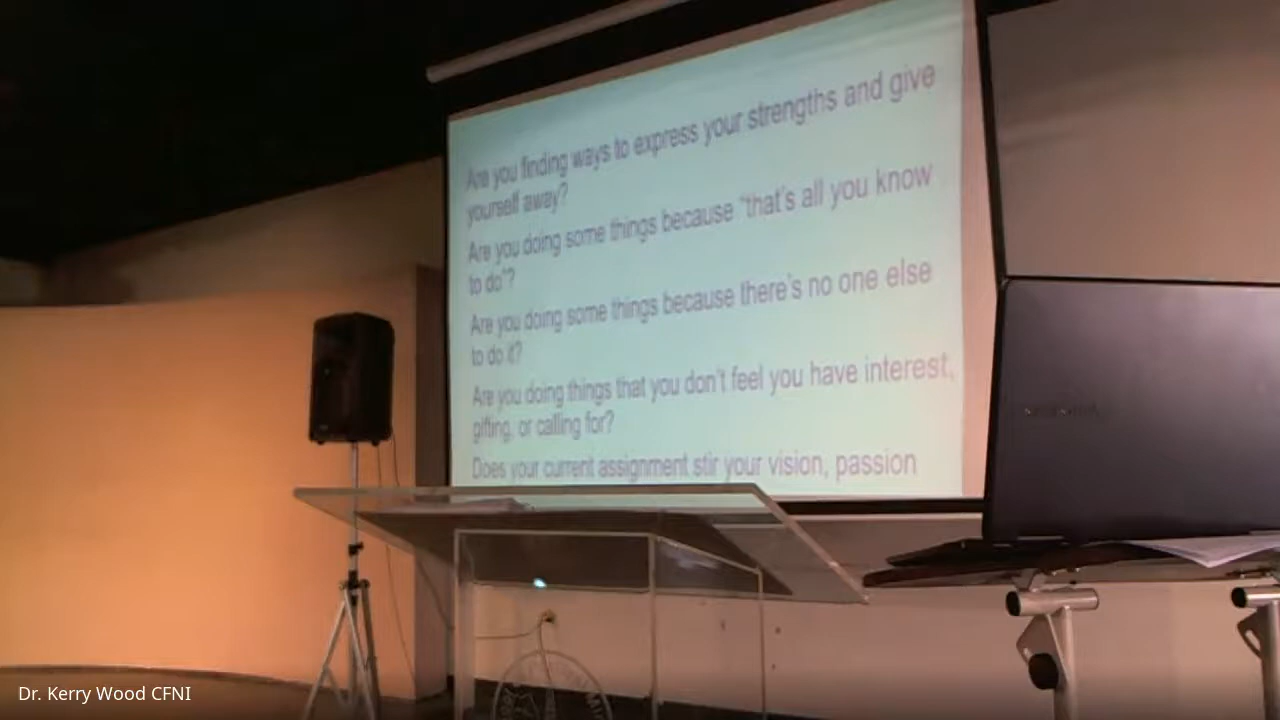 Are you finding ways to express your strengths and give
yourself away?
Are you doing some things because "that's all you know
to do"?
Are you doing some things because there's no one else
to do it?
Are you doing things that you don't feel you have interest,
gifting, or calling for?
Does your current assignment stir your vision, passion
Dr. Kerry Wood CFNI